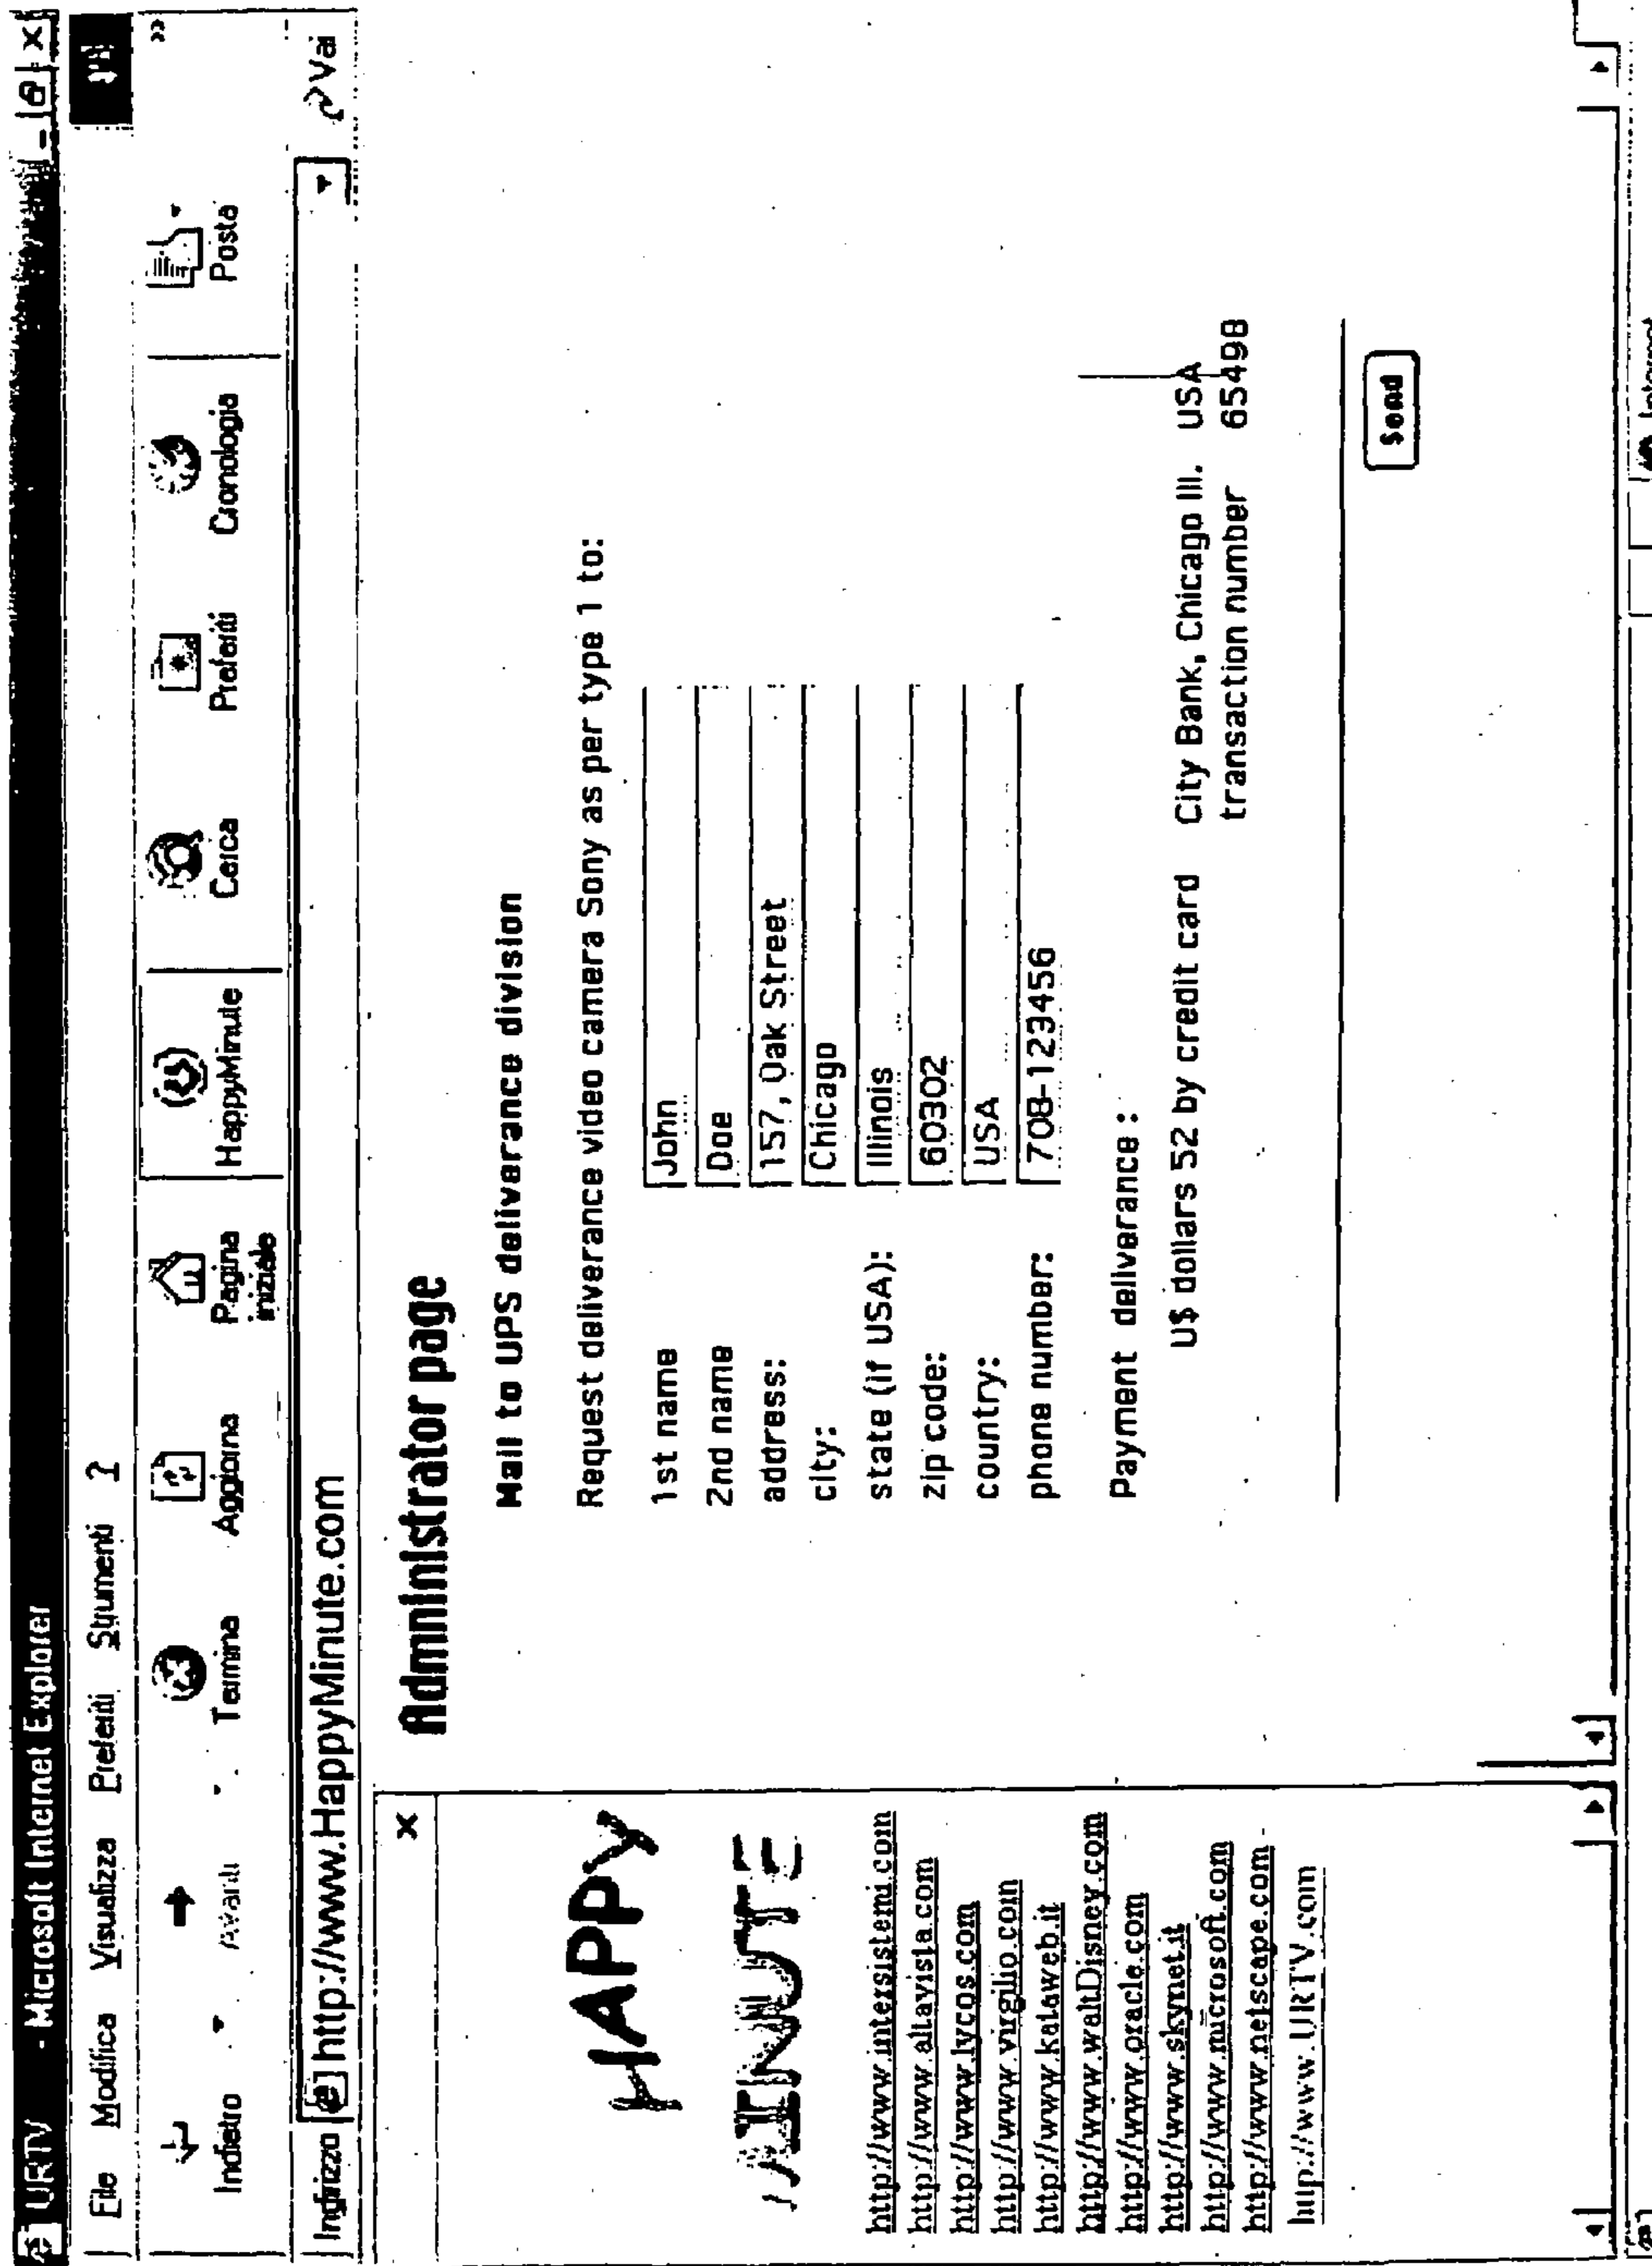 URTV - Microsoft Internet Explorer
File Modifica Visualizza Preferiti Strumenti ?
Indietro Avanti Termina Aggiorna Pagina iniziale HappyMinute Cerca Preferiti Cronologia Posta »
Indirizzo http://www.HappyMinute.com Vai
x
HAPPY
MINUTE
http://www.intersistemi.com
http://www.altavista.com
http://www.lycos.com
http://www.virgilio.com
http://www.kataweb.it
http://www.waltDisney.com
http://www.oracle.com
http://www.skynet.it
http://www.microsoft.com
http://www.netscape.com
http://www.URTV.com
Administrator page
Mail to UPS deliverance division
Request deliverance video camera Sony as per type 1 to:
1st name John
2nd name Doe
address: 157, Oak Street
city: Chicago
state (if USA): Illinois
zip code: 60302
country: USA
phone number: 708-123456
Payment deliverance :
U$ dollars 52 by credit card City Bank, Chicago Ill. USA
transaction number 65498
Send
Internet